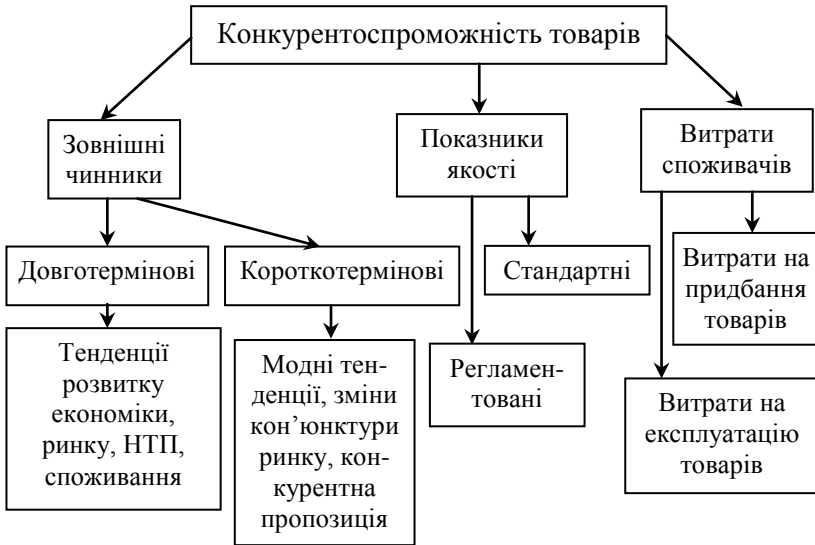 Конкурентоспроможність товарів
Зовнішні
чинники
Показники
якості
Витрати
споживачів
Довготермінові
Короткотермінові
Стандартні
Витрати на
придбання
товарів
Тенденції
розвитку
економіки,
ринку, НТП,
споживання
Модні тен-
денції, зміни
кон’юнктури
ринку, кон-
курентна
пропозиція
Регламен-
товані
Витрати на
експлуатацію
товарів